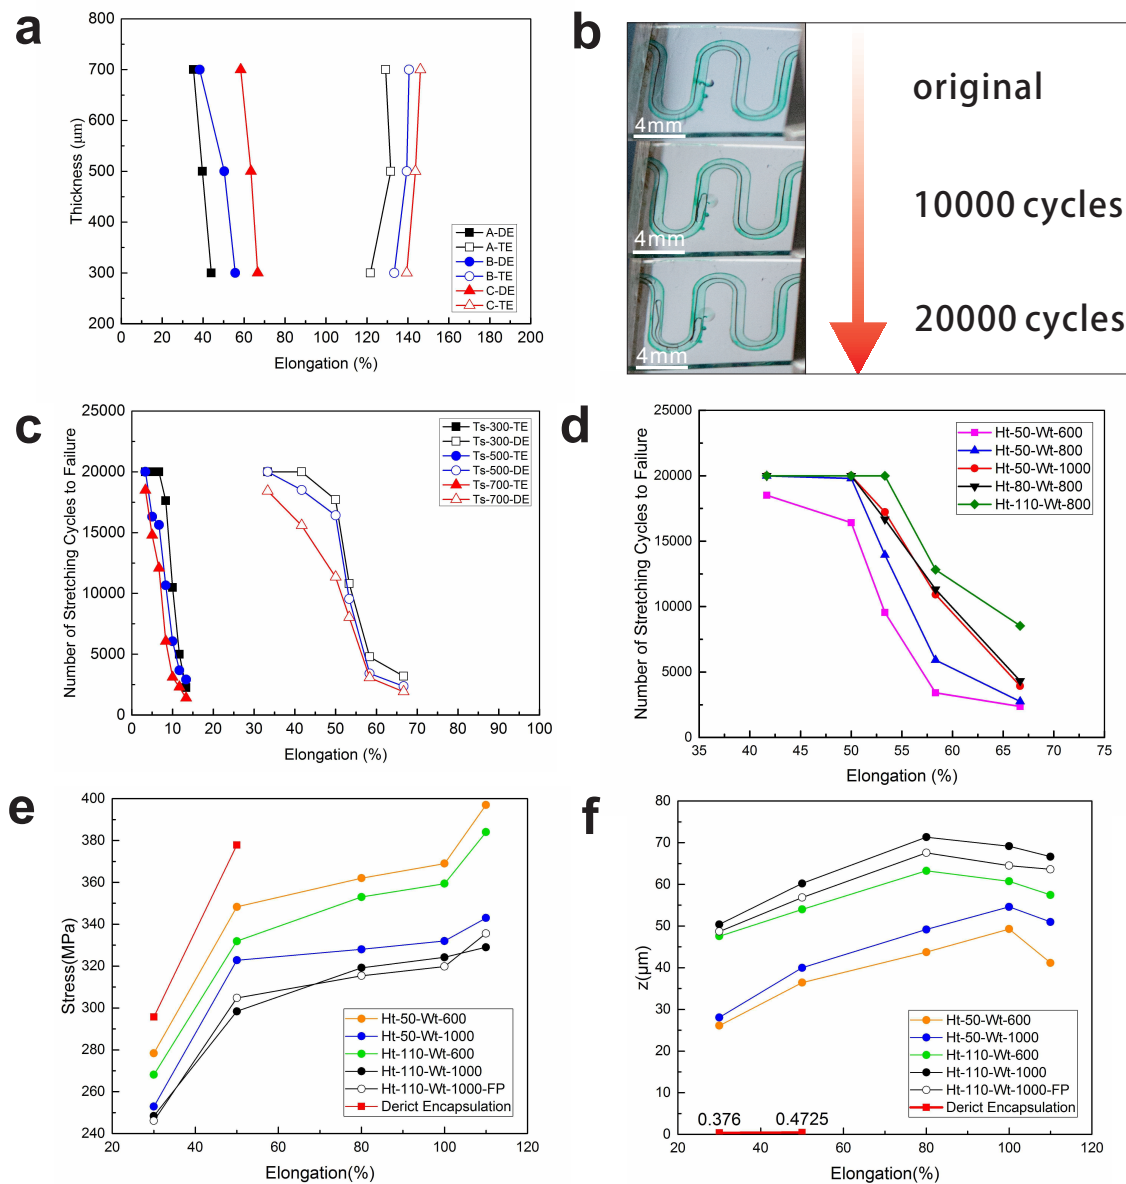 a
800
700
600
500
400
300
200
Thickness (μm)
0 20 40 60 80 100 120 140 160 180 200
Elongation (%)
A-DE
A-TE
B-DE
B-TE
C-DE
C-TE
b
4mm
4mm
4mm
original
10000 cycles
20000 cycles
c
25000
20000
15000
10000
5000
0
Number of Stretching Cycles to Failure
0 10 20 30 40 50 60 70 80 90 100
Elongation (%)
Ts-300-TE
Ts-300-DE
Ts-500-TE
Ts-500-DE
Ts-700-TE
Ts-700-DE
d
25000
20000
15000
10000
5000
0
Number of Stretching Cycles to Failure
35 40 45 50 55 60 65 70 75
Elongation (%)
Ht-50-Wt-600
Ht-50-Wt-800
Ht-50-Wt-1000
Ht-80-Wt-800
Ht-110-Wt-800
e
400
380
360
340
320
300
280
260
240
Stress(MPa)
20 40 60 80 100 120
Elongation(%)
Ht-50-Wt-600
Ht-50-Wt-1000
Ht-110-Wt-600
Ht-110-Wt-1000
Ht-110-Wt-1000-FP
Derict Encapsulation
f
80
70
60
50
40
30
20
10
0
z(μm)
0.376 0.4725
20 40 60 80 100 120
Elongation(%)
Ht-50-Wt-600
Ht-50-Wt-1000
Ht-110-Wt-600
Ht-110-Wt-1000
Ht-110-Wt-1000-FP
Derict Encapsulation